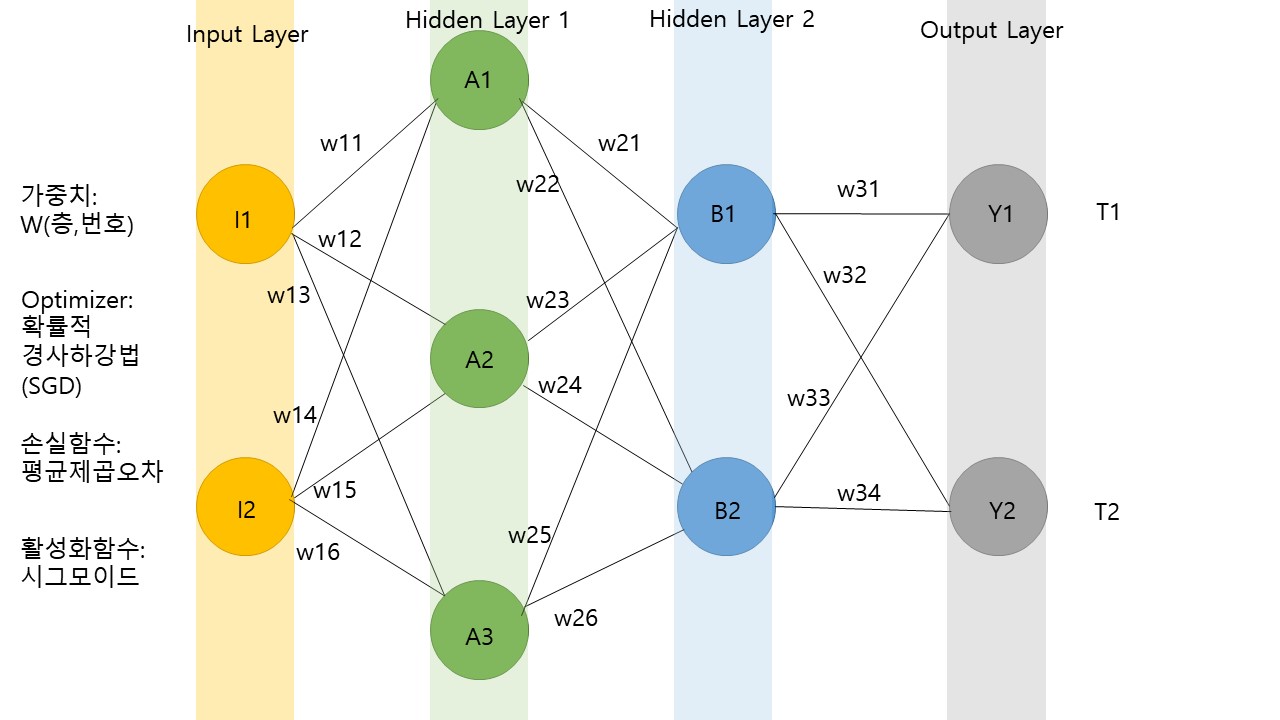 Input Layer
Hidden Layer 1
Hidden Layer 2
Output Layer
가중치:
W(층,번호)
Optimizer:
확률적
경사하강법
(SGD)
손실함수:
평균제곱오차
활성화함수:
시그모이드
I1
I2
w11
w12
w13
w14
w15
w16
A1
A2
A3
w21
w22
w23
w24
w25
w26
B1
B2
w31
w32
w33
w34
Y1
Y2
T1
T2